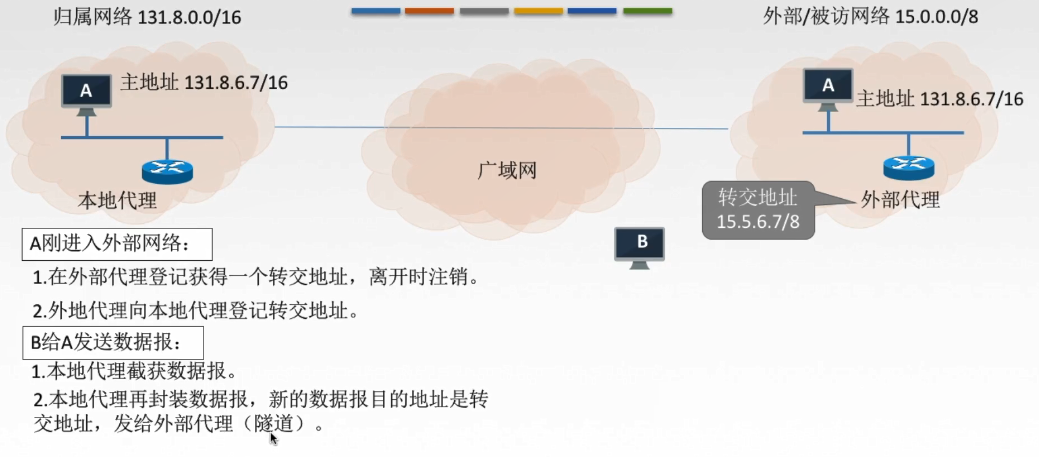 归属网络 131.8.0.0/16
外部/被访网络 15.0.0.0/8
A
主地址 131.8.6.7/16
A
主地址 131.8.6.7/16
广域网
本地代理
转交地址
15.5.6.7/8
外部代理
B
A刚进入外部网络：
1.在外部代理登记获得一个转交地址，离开时注销。
2.外地代理向本地代理登记转交地址。
B给A发送数据报：
1.本地代理截获数据报。
2.本地代理再封装数据报，新的数据报目的地址是转
交地址，发给外部代理（隧道）。